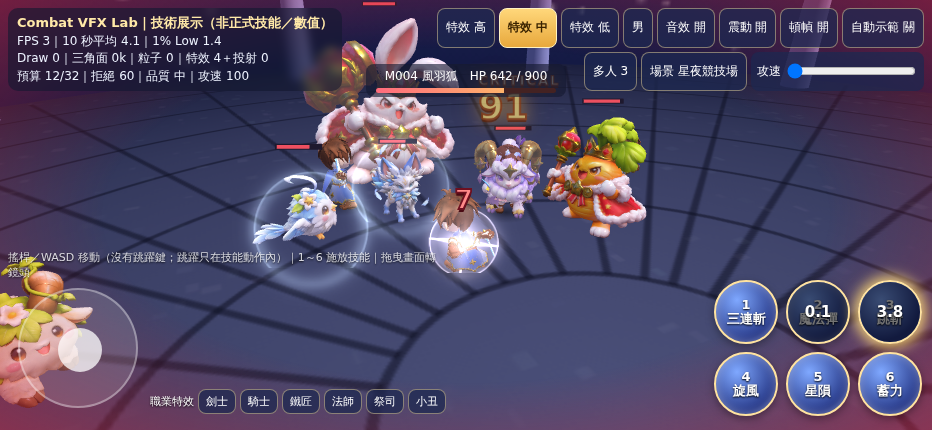 Combat VFX Lab｜技術展示（非正式技能／數值）
FPS 3｜10 秒平均 4.1｜1% Low 1.4
Draw 0｜三角面 0k｜粒子 0｜特效 4＋投射 0
預算 12/32｜拒絕 60｜品質 中｜攻速 100
特效 高
特效 中
特效 低
男
音效 開
震動 開
頓幀 開
自動示範 關
多人 3
場景 星夜競技場
攻速
M004 風羽狐 HP 642 / 900
91
7
搖桿／WASD 移動（沒有跳躍鍵；跳躍只在技能動作內）｜1~6 施放技能｜拖曳畫面轉
鏡頭
1
三連斬
2
魔法彈
0.1
3
跳斬
3.8
4
旋風
5
星隕
6
蓄力
職業特效
劍士
騎士
鐵匠
法師
祭司
小丑